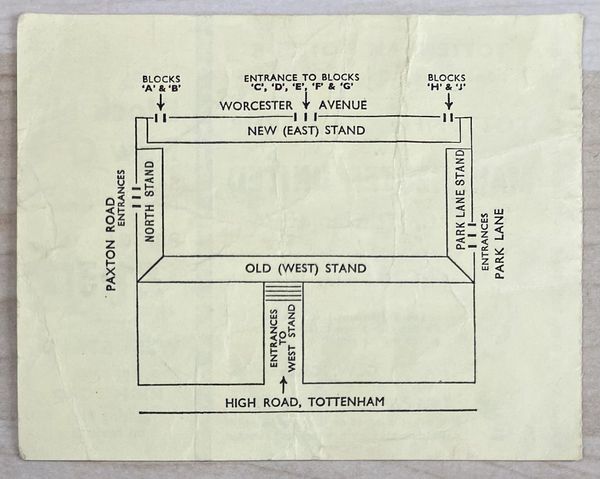 BLOCKS
'A' & 'B'
ENTRANCE TO BLOCKS
'C', 'D', 'E', 'F' & 'G'
BLOCKS
'H' & 'J'
WORCESTER AVENUE
NEW (EAST) STAND
PAXTON ROAD
ENTRANCES
NORTH STAND
PARK LANE STAND
ENTRANCES
PARK LANE
OLD (WEST) STAND
ENTRANCES
TO
WEST STAND
HIGH ROAD, TOTTENHAM